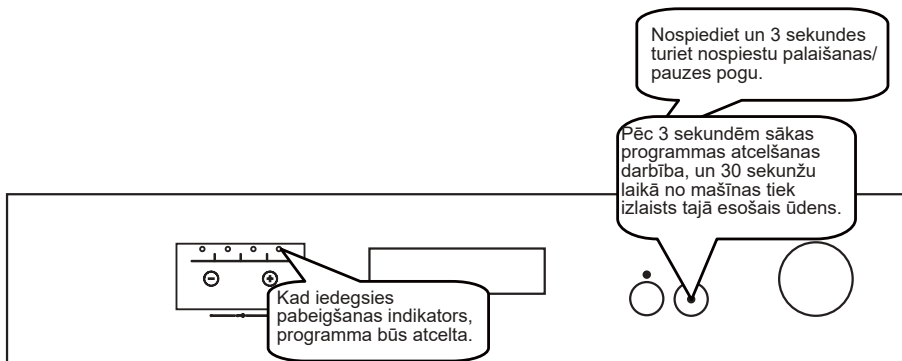 Nospiediet un 3 sekundes
turiet nospiestu palaišanas/
pauzes pogu.
Pēc 3 sekundēm sākas
programmas atcelšanas
darbība, un 30 sekunžu
laikā no mašīnas tiek
izlaists tajā esošais ūdens.
Kad iedegsies
pabeigšanas indikators,
programma būs atcelta.